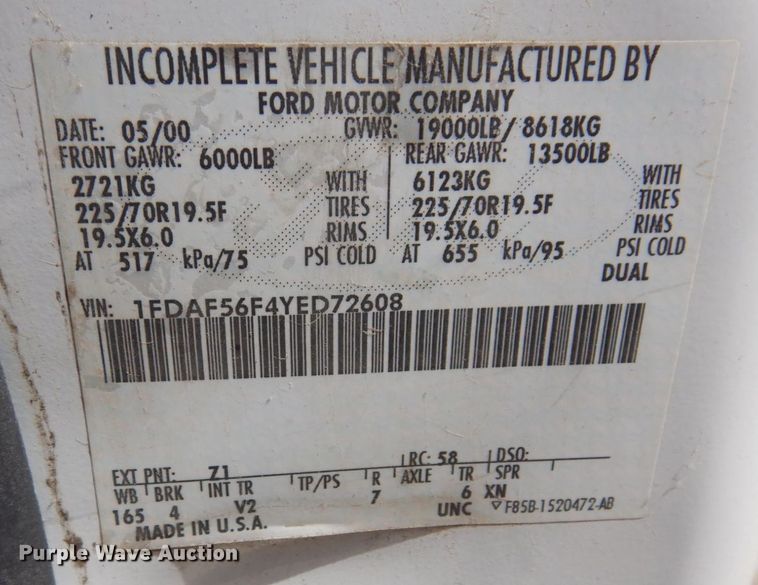 INCOMPLETE VEHICLE MANUFACTURED BY
FORD MOTOR COMPANY
DATE: 05/00 GVWR: 19000LB/ 8618KG
FRONT GAWR: 6000LB REAR GAWR: 13500LB
2721KG WITH 6123KG WITH
225/70R19.5F TIRES 225/70R19.5F TIRES
19.5X6.0 RIMS 19.5X6.0 RIMS
AT 517 kPa/75 PSI COLD AT 655 kPa/95 PSI COLD
DUAL
VIN: 1FDAF56F4YED72608
EXT PNT: Z1 RC: 58 DSO:
WB BRK INT TR TP/PS R AXLE TR SPR
165 4 V2 7 6 XN
MADE IN U.S.A. UNC F85B-1520472-AB
Purple Wave Auction